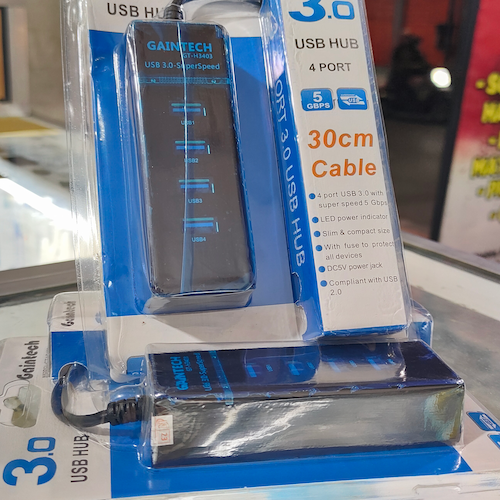 USB HUB
GAINTECH
GT-H3403
USB 3.0-SuperSpeed
USB1
USB2
USB3
USB4
PORT 3.0 USB HUB
3.0
USB HUB
4 PORT
5
GBPS
30cm
Cable
4 port USB 3.0 with
super speed 5 Gbps
LED power indicator
Slim & compact size
With fuse to protect
all devices
DC5V power jack
Compliant with USB
2.0
Gaintech
Gaintech
3.0
USB HUB
GAINTECH